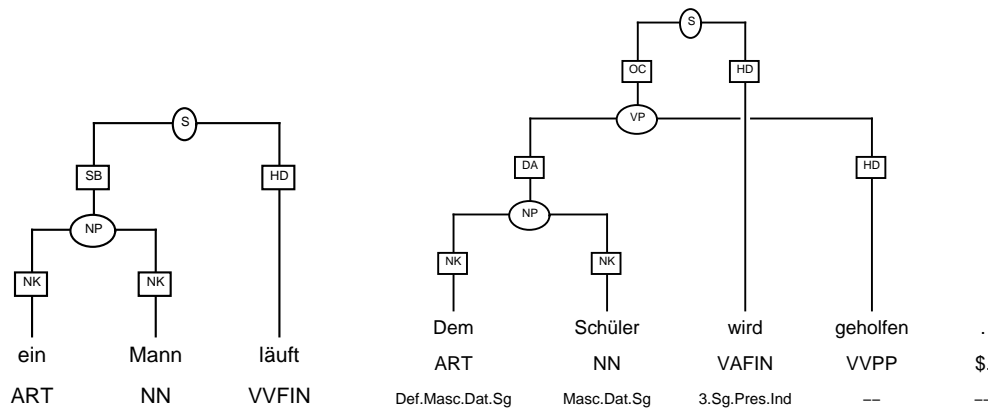 S
SB HD
NP
NK NK
ein Mann läuft
ART NN VVFIN
S
OC HD
VP
DA HD
NP
NK NK
Dem Schüler wird geholfen .
ART NN VAFIN VVPP $.
Def.Masc.Dat.Sg Masc.Dat.Sg 3.Sg.Pres.Ind –– ––